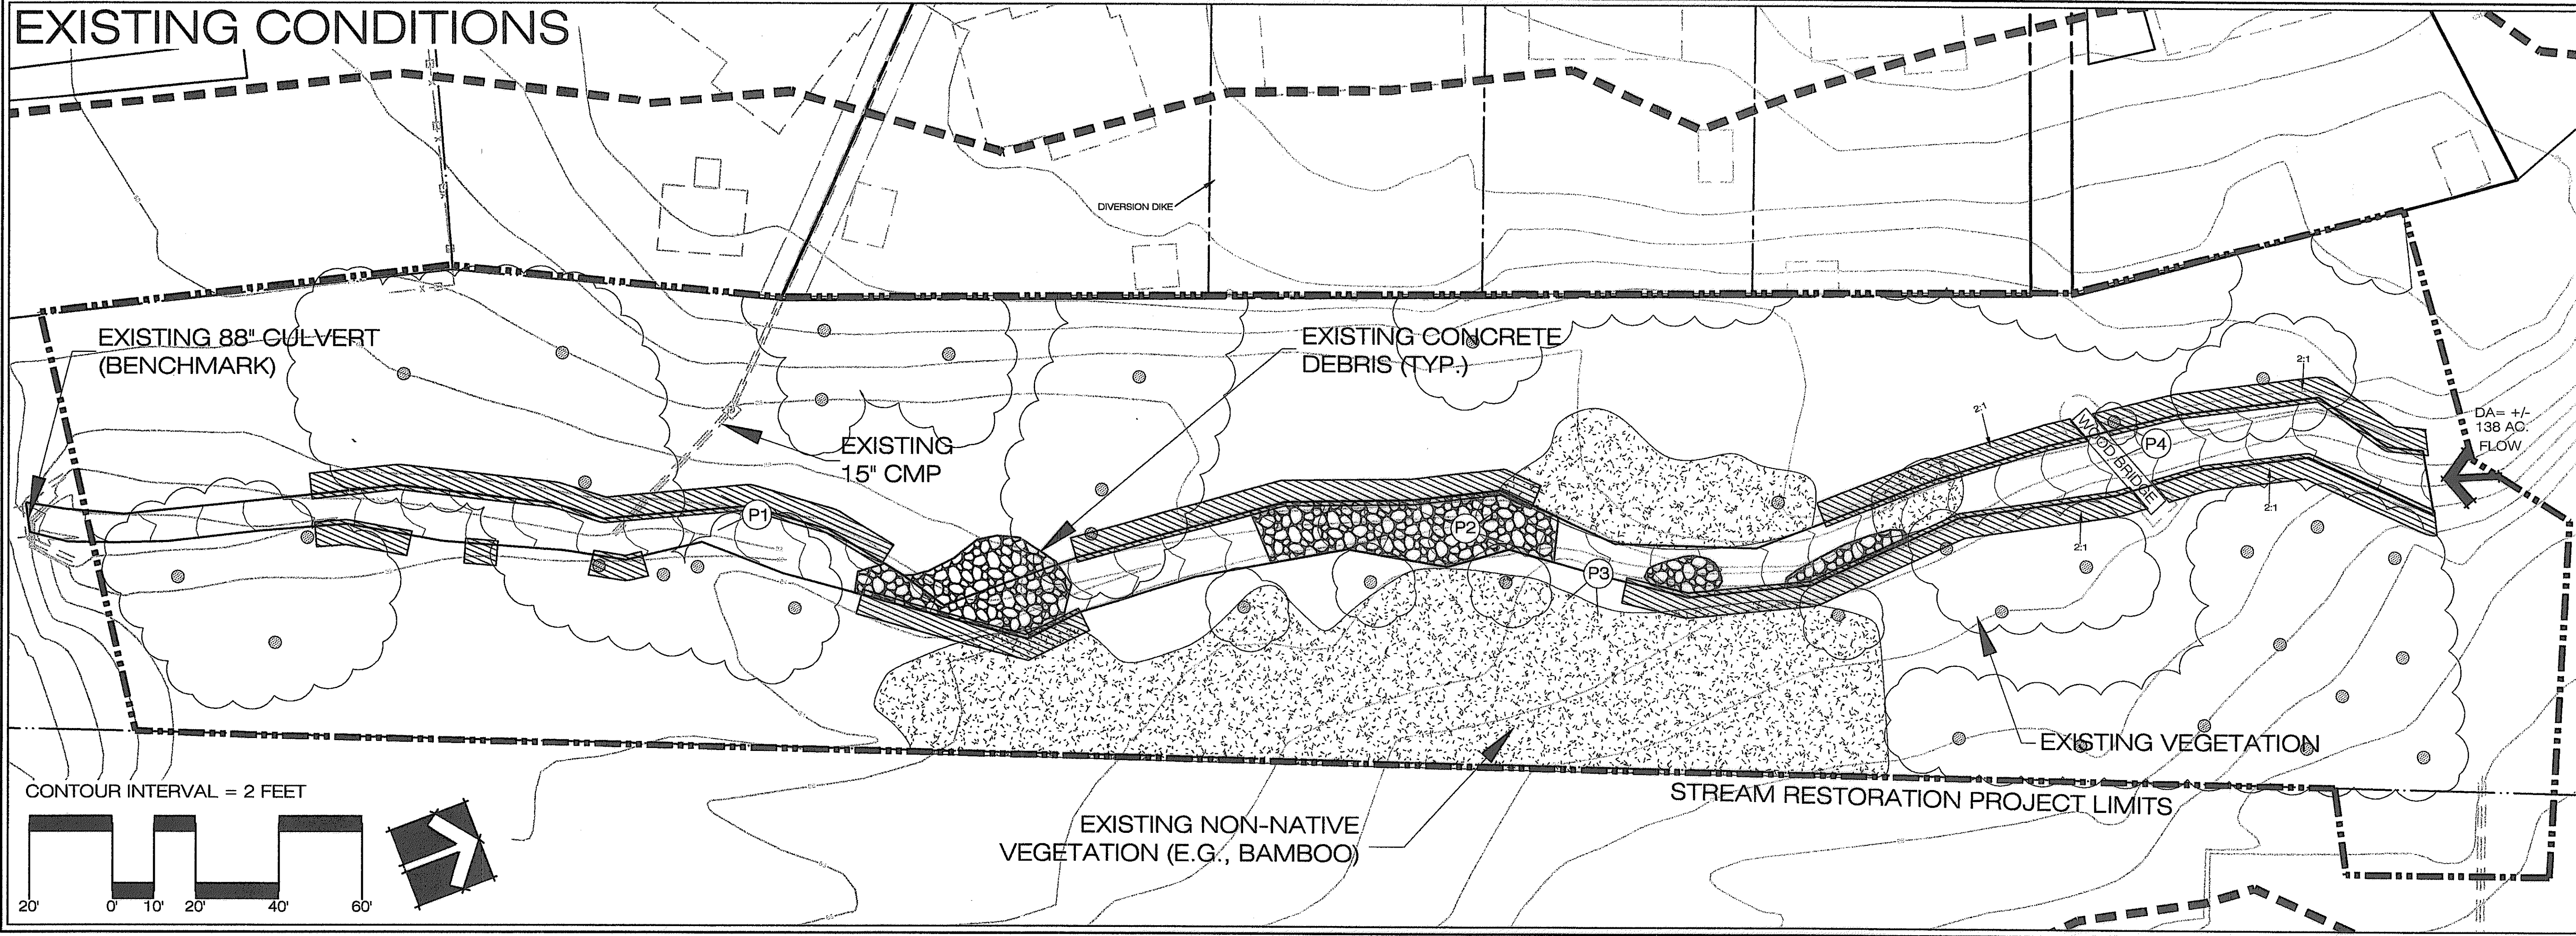 EXISTING CONDITIONS
DIVERSION DIKE
EXISTING 88" CULVERT
(BENCHMARK)
EXISTING CONCRETE
DEBRIS (TYP.)
EXISTING
15" CMP
2:1
2:1
WOOD BRIDGE
P4
DA= +/-
138 AC.
FLOW
P1
P2
P3
2:1
2:1
EXISTING VEGETATION
STREAM RESTORATION PROJECT LIMITS
EXISTING NON-NATIVE
VEGETATION (E.G., BAMBOO)
CONTOUR INTERVAL = 2 FEET
20' 0' 10' 20' 40' 60'